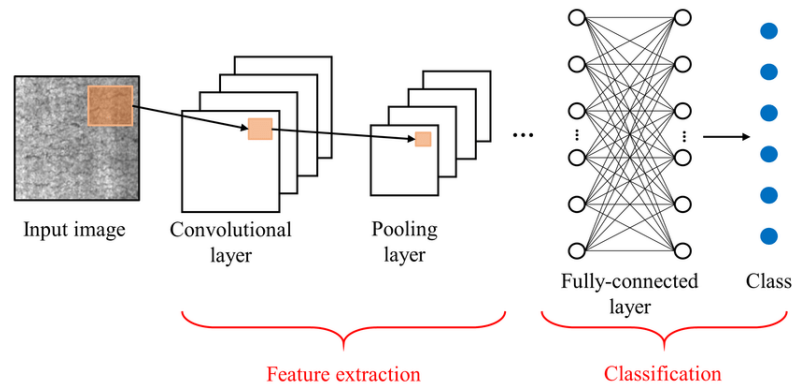 Input image
Convolutional
layer
Pooling
layer
...
Fully-connected
layer
Class
Feature extraction
Classification